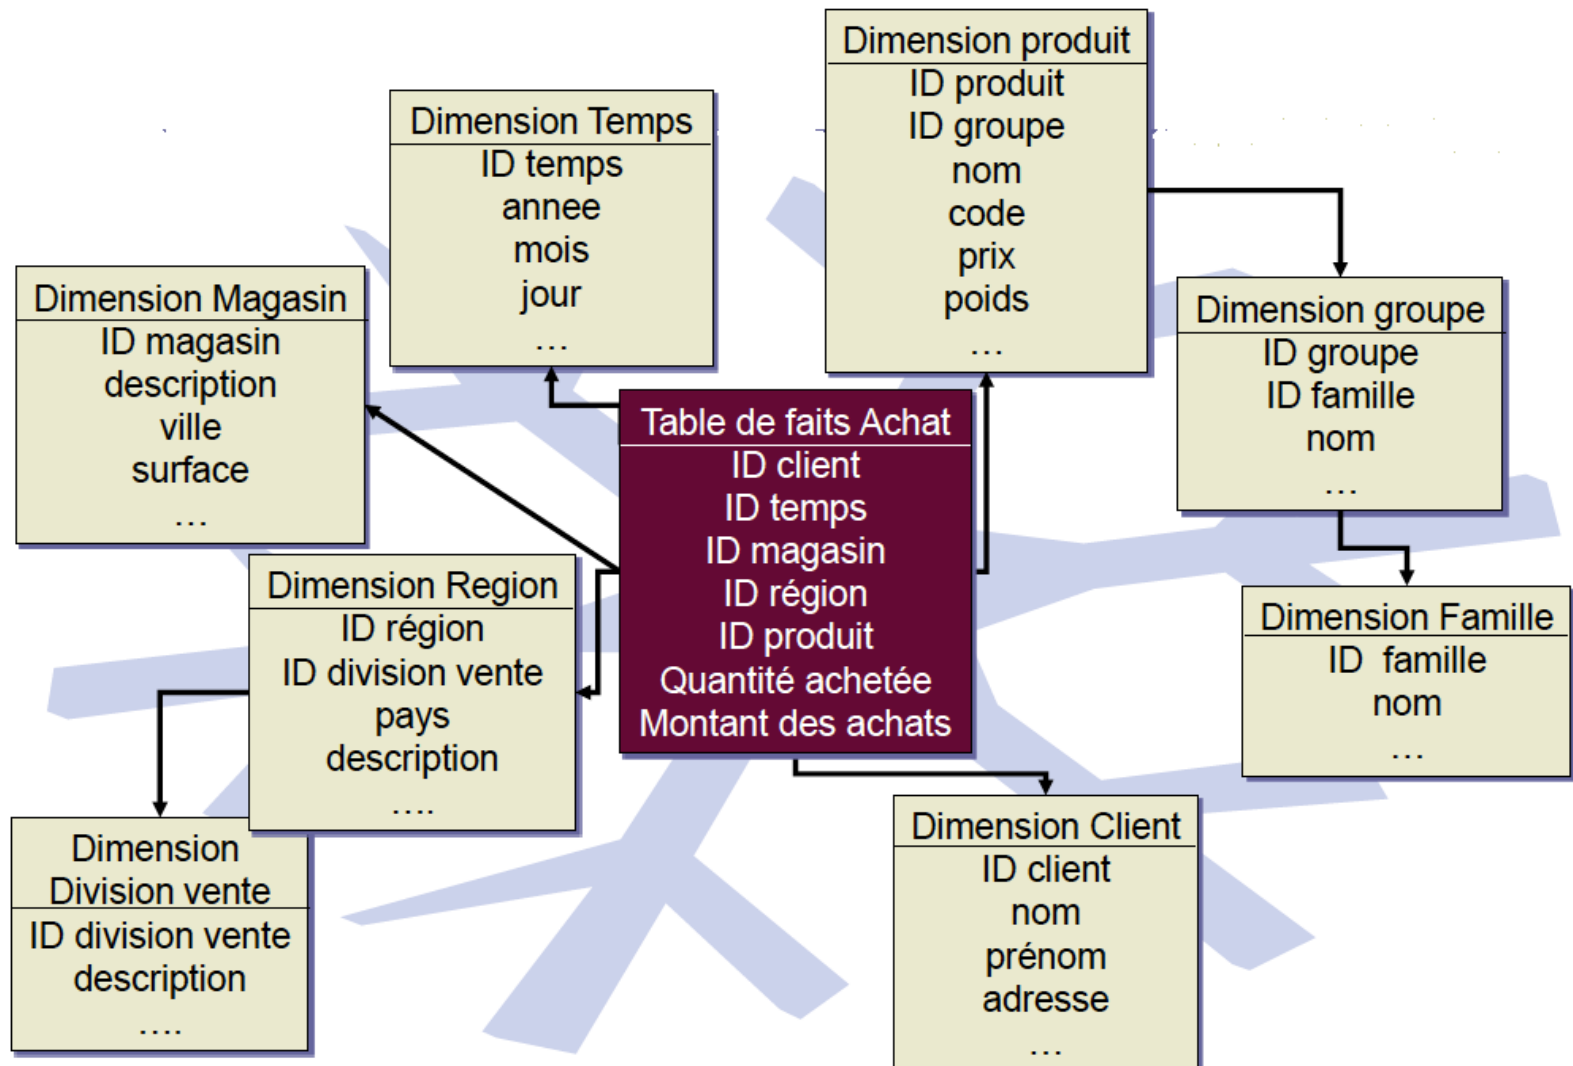 Dimension produit
ID produit
ID groupe
nom
code
prix
poids
…
Dimension Temps
ID temps
annee
mois
jour
…
Dimension Magasin
ID magasin
description
ville
surface
…
Dimension groupe
ID groupe
ID famille
nom
…
Table de faits Achat
ID client
ID temps
ID magasin
ID région
ID produit
Quantité achetée
Montant des achats
Dimension Region
ID région
ID division vente
pays
description
....
Dimension Famille
ID famille
nom
…
Dimension
Division vente
ID division vente
description
....
Dimension Client
ID client
nom
prénom
adresse
…